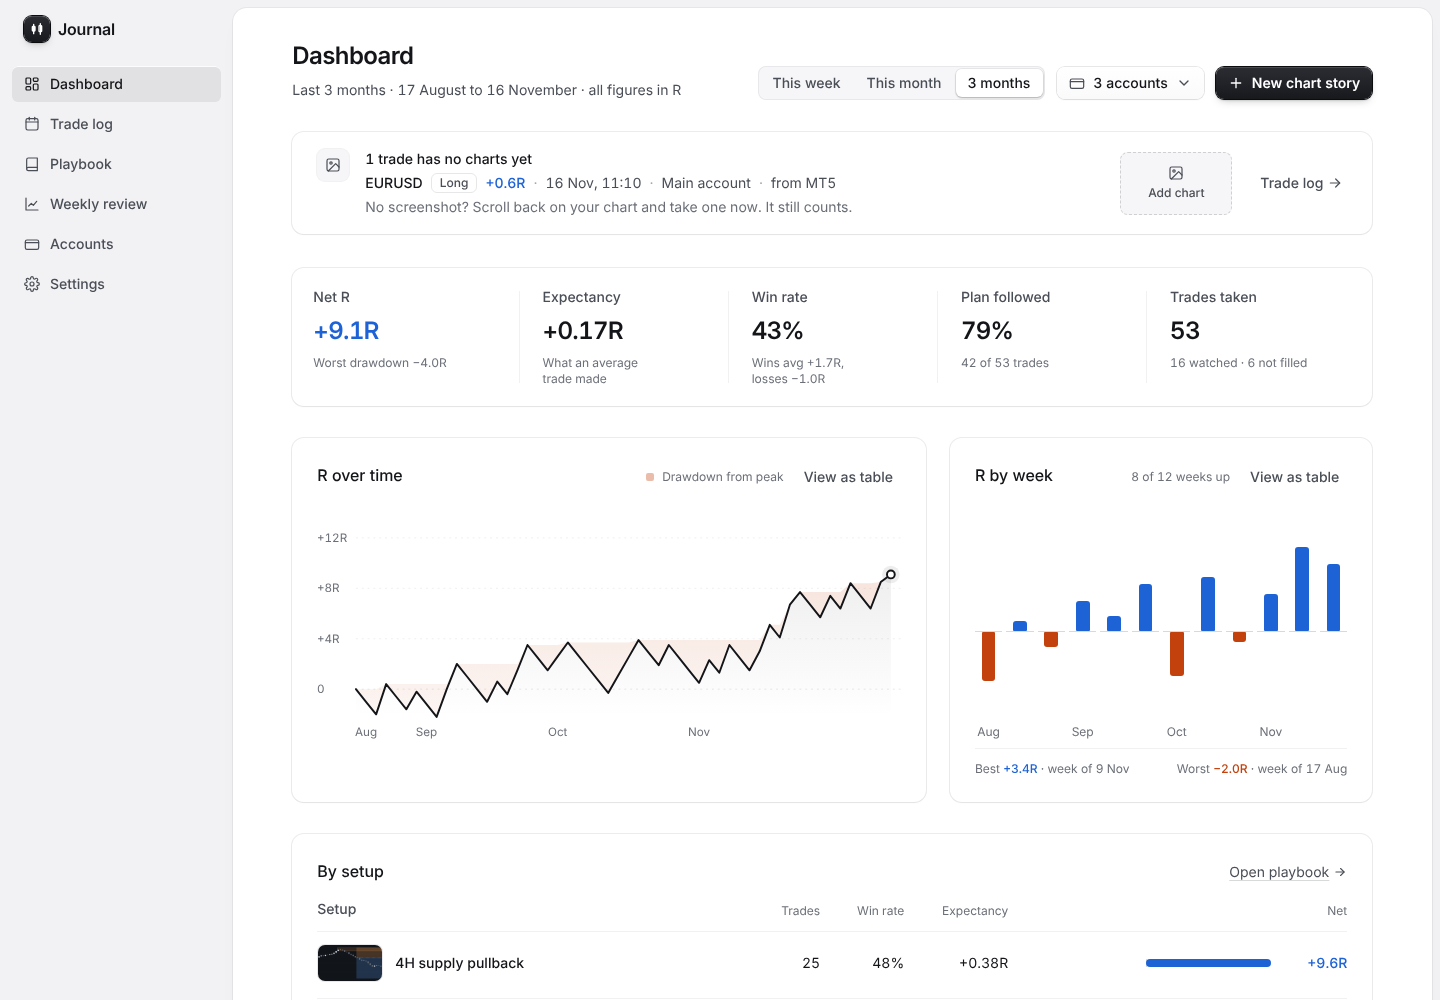 Journal
Dashboard
Trade log
Playbook
Weekly review
Accounts
Settings
Dashboard
Last 3 months · 17 August to 16 November · all figures in R
This week
This month
3 months
3 accounts
New chart story
1 trade has no charts yet
EURUSD Long +0.6R · 16 Nov, 11:10 · Main account · from MT5
No screenshot? Scroll back on your chart and take one now. It still counts.
Add chart
Trade log →
Net R
+9.1R
Worst drawdown −4.0R
Expectancy
+0.17R
What an average
trade made
Win rate
43%
Wins avg +1.7R,
losses −1.0R
Plan followed
79%
42 of 53 trades
Trades taken
53
16 watched · 6 not filled
R over time
Drawdown from peak
View as table
+12R
+8R
+4R
0
Aug
Sep
Oct
Nov
R by week
8 of 12 weeks up
View as table
Aug
Sep
Oct
Nov
Best +3.4R · week of 9 Nov
Worst −2.0R · week of 17 Aug
By setup
Open playbook →
Setup Trades Win rate Expectancy Net
4H supply pullback 25 48% +0.38R +9.6R